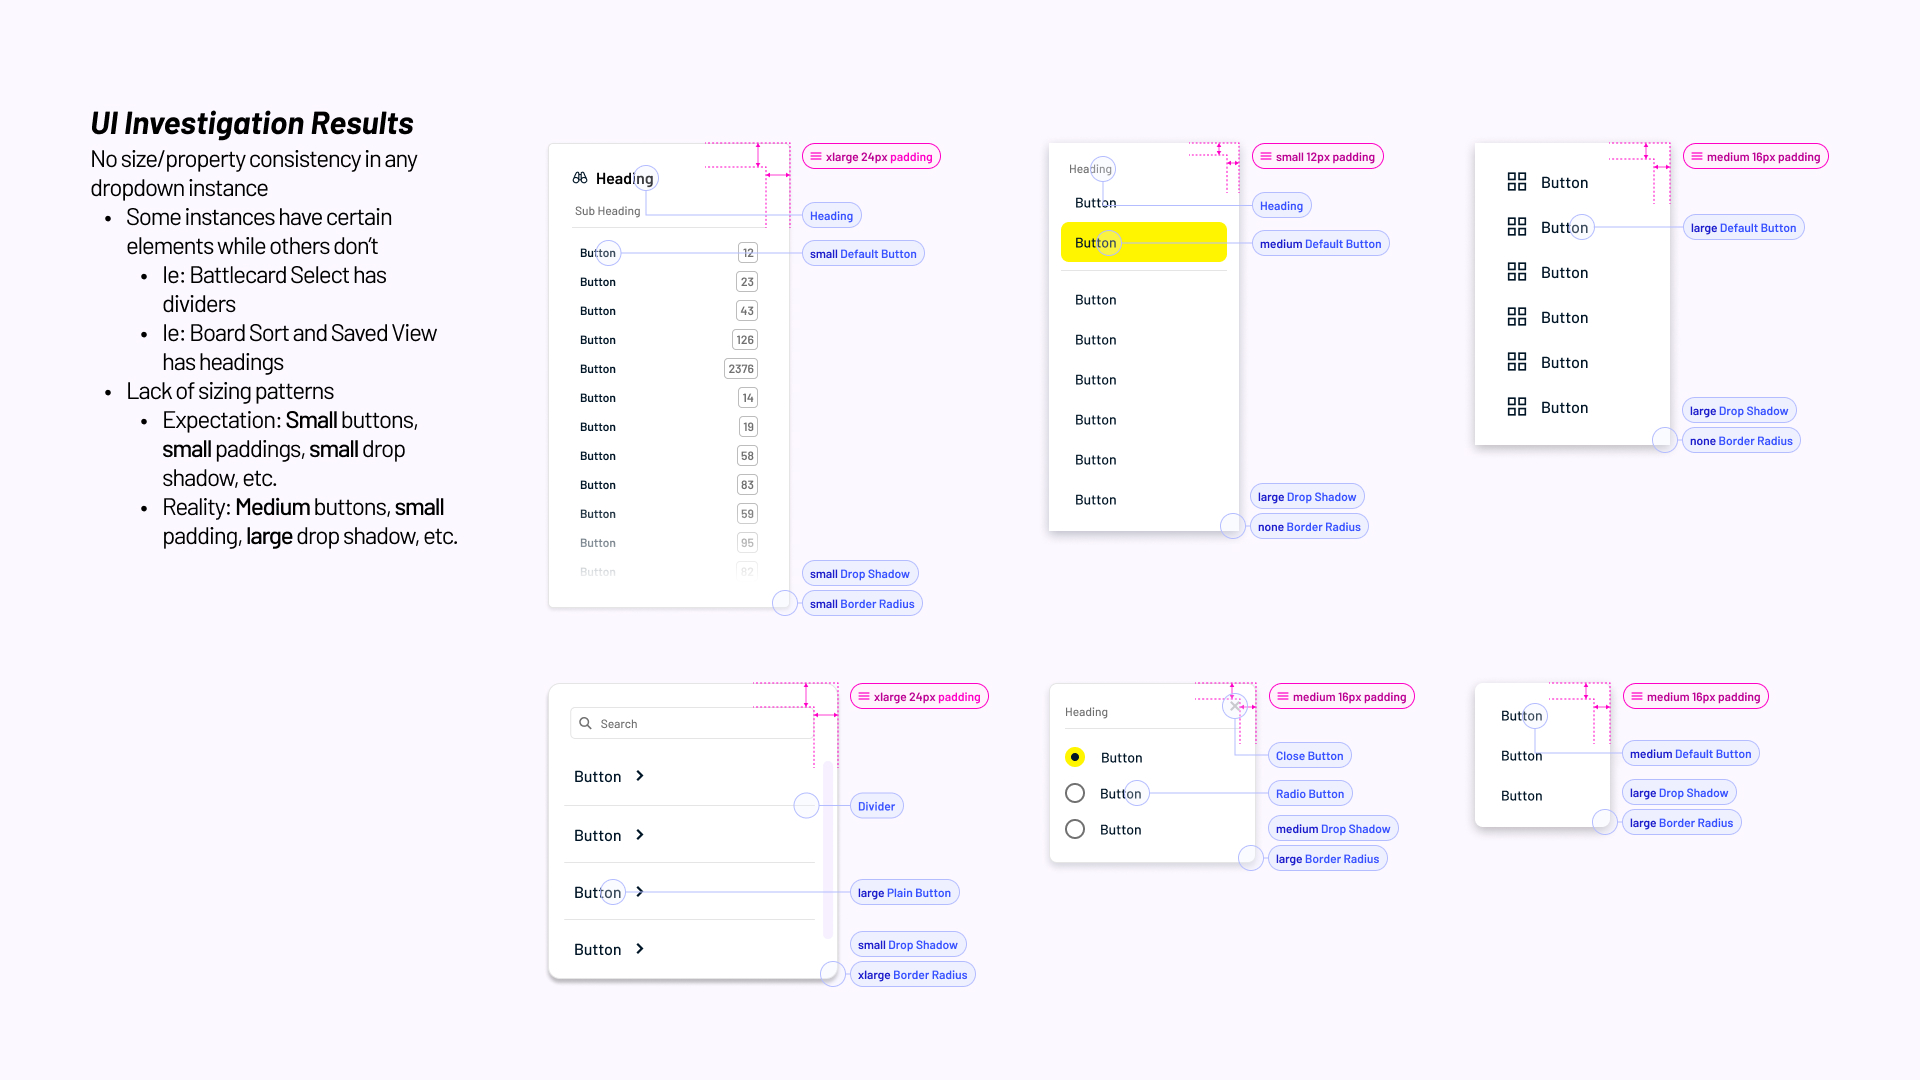 UI Investigation Results
No size/property consistency in any
dropdown instance
• Some instances have certain
elements while others don't
• Ie: Battlecard Select has
dividers
• Ie: Board Sort and Saved View
has headings
• Lack of sizing patterns
• Expectation: Small buttons,
small paddings, small drop
shadow, etc.
• Reality: Medium buttons, small
padding, large drop shadow, etc.
Heading
Sub Heading
Button 12
Button 23
Button 43
Button 126
Button 2376
Button 14
Button 19
Button 58
Button 83
Button 59
Button 95
Button 82
xlarge 24px padding
Heading
small Default Button
small Drop Shadow
small Border Radius
Heading
Button
Button
Button
Button
Button
Button
Button
Button
small 12px padding
Heading
medium Default Button
large Drop Shadow
none Border Radius
Button
Button
Button
Button
Button
Button
medium 16px padding
large Default Button
large Drop Shadow
none Border Radius
Search
Button
Button
Button
Button
xlarge 24px padding
Divider
large Plain Button
small Drop Shadow
xlarge Border Radius
Heading
Button
Button
Button
medium 16px padding
Close Button
Radio Button
medium Drop Shadow
large Border Radius
Button
Button
Button
medium 16px padding
medium Default Button
large Drop Shadow
large Border Radius